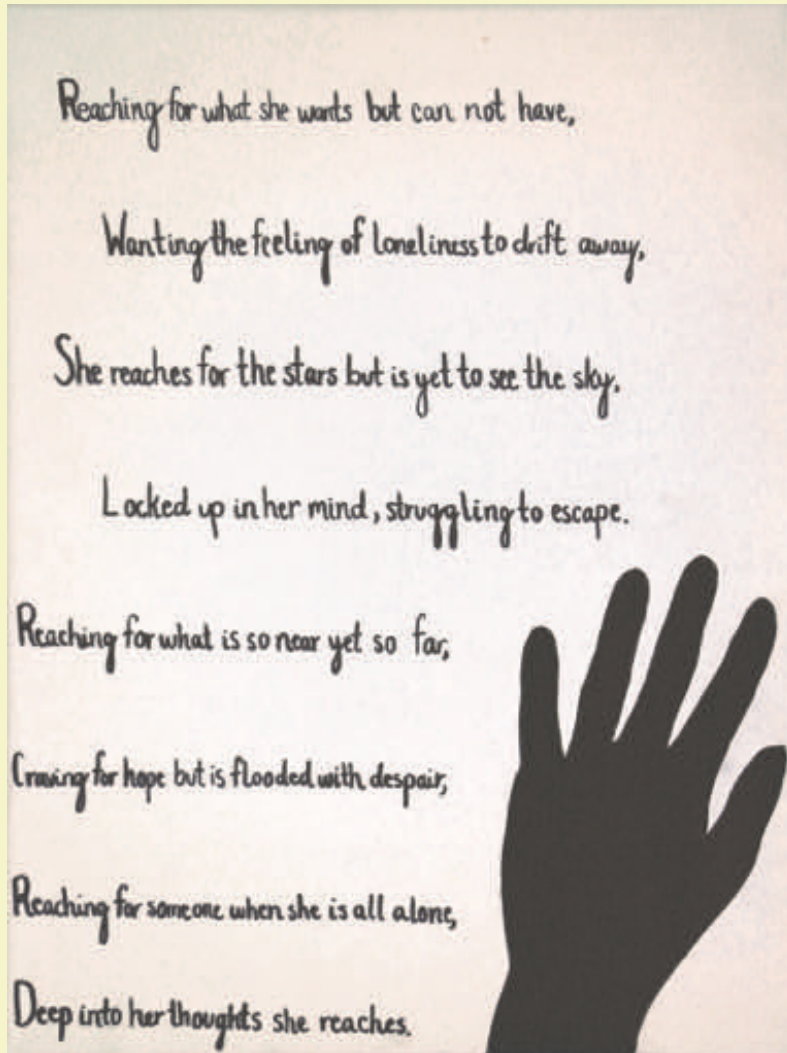 Reaching for what she wants but can not have,
Wanting the feeling of loneliness to drift away,
She reaches for the stars but is yet to see the sky.
Locked up in her mind, struggling to escape.
Reaching for what is so near yet so far,
Craving for hope but is flooded with despair,
Reaching for someone when she is all alone,
Deep into her thoughts she reaches.